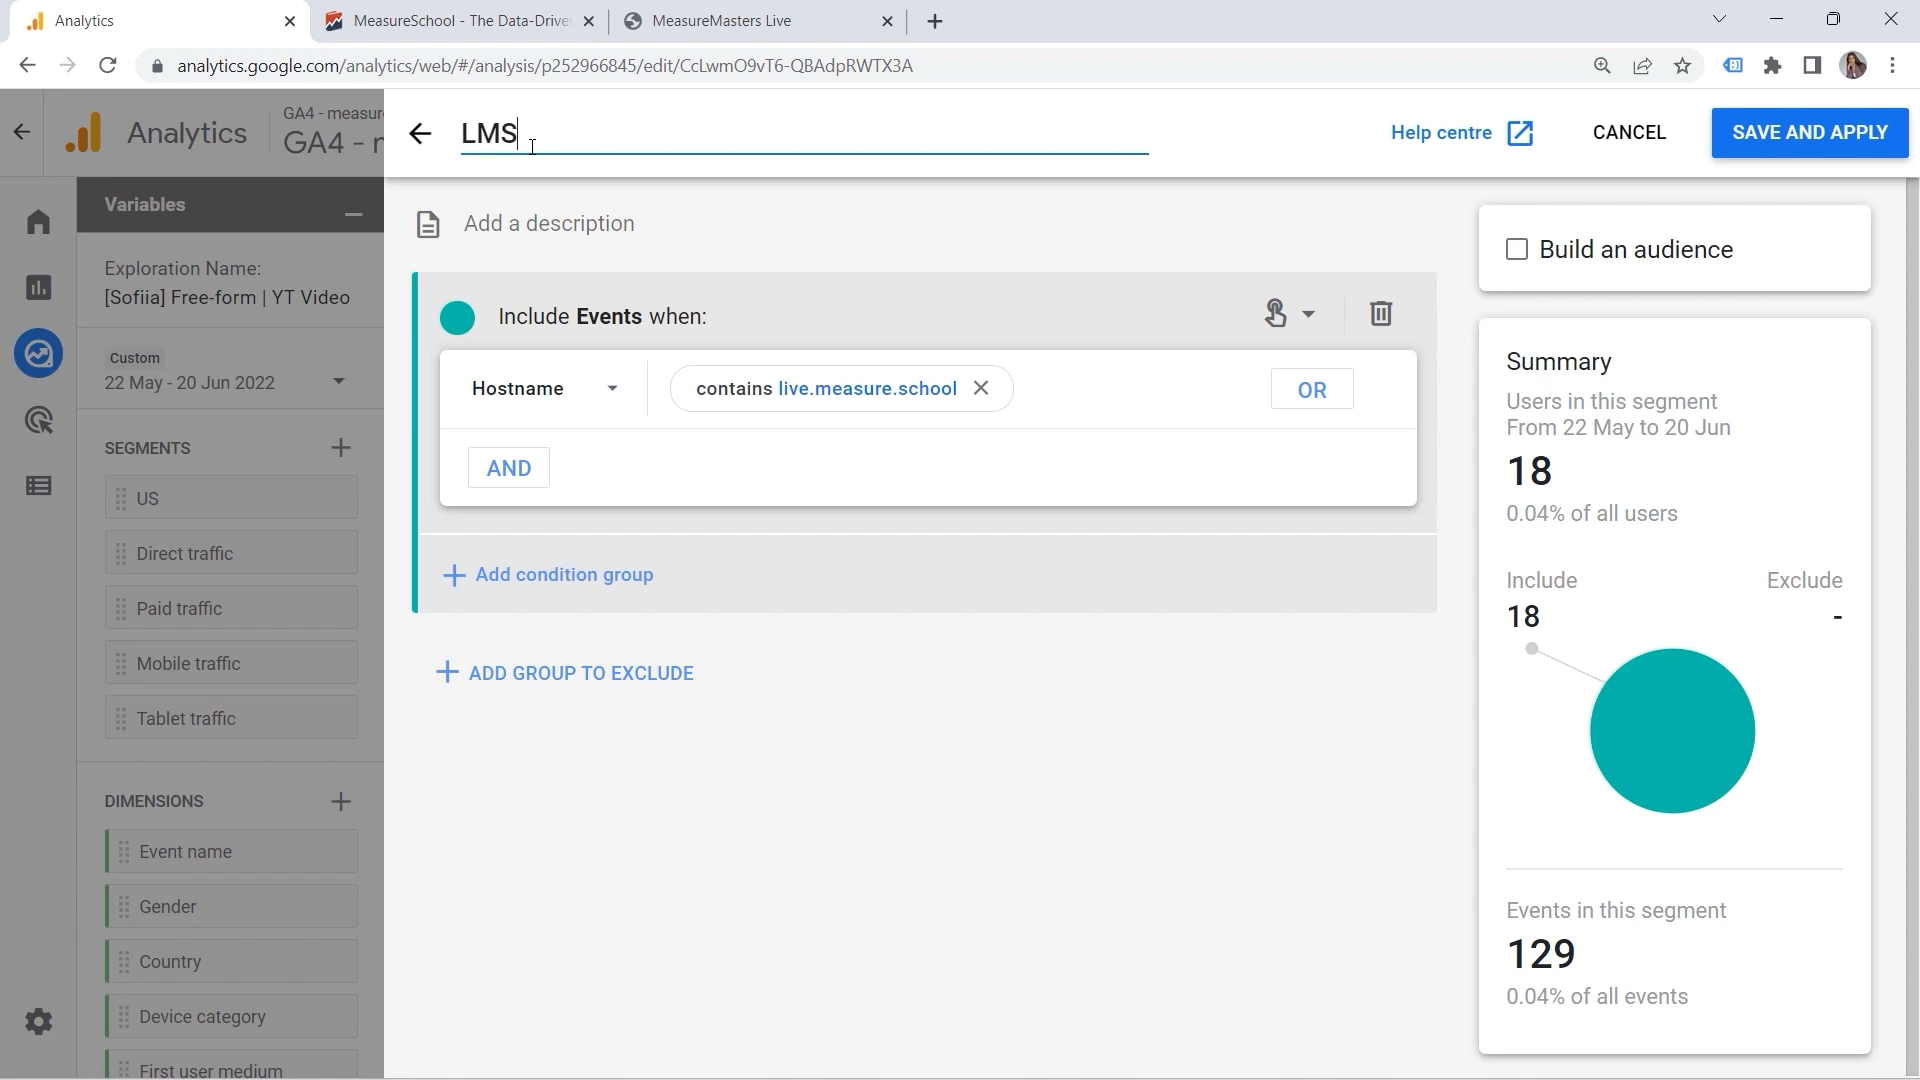 Analytics
MeasureSchool - The Data-Drive
MeasureMasters Live
analytics.google.com/analytics/web/#/analysis/p252966845/edit/CcLwmO9vT6-QBAdpRWTX3A
Analytics
GA4 - measure
GA4 - m
LMS
Help centre
CANCEL
SAVE AND APPLY
Variables
Exploration Name:
[Sofiia] Free-form | YT Video
Custom
22 May - 20 Jun 2022
SEGMENTS
US
Direct traffic
Paid traffic
Mobile traffic
Tablet traffic
DIMENSIONS
Event name
Gender
Country
Device category
First user medium
Add a description
Include Events when:
Hostname
contains live.measure.school
OR
AND
Add condition group
ADD GROUP TO EXCLUDE
Build an audience
Summary
Users in this segment
From 22 May to 20 Jun
18
0.04% of all users
Include
Exclude
18
-
Events in this segment
129
0.04% of all events